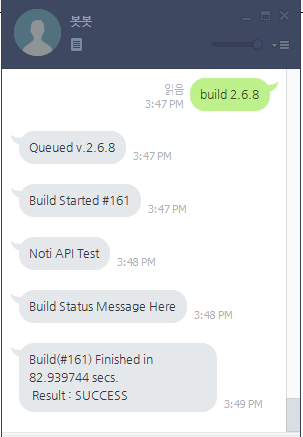 봇봇
읽음
3:47 PM
build 2.6.8
Queued v.2.6.8
3:47 PM
Build Started #161
3:47 PM
Noti API Test
3:48 PM
Build Status Message Here
3:48 PM
Build(#161) Finished in
82.939744 secs.
Result : SUCCESS
3:49 PM